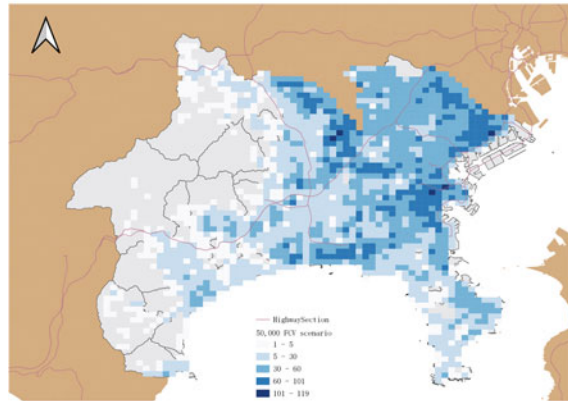 HighwaySection
50,000 FCV scenario
1 - 5
5 - 30
30 - 60
60 - 101
101 - 119